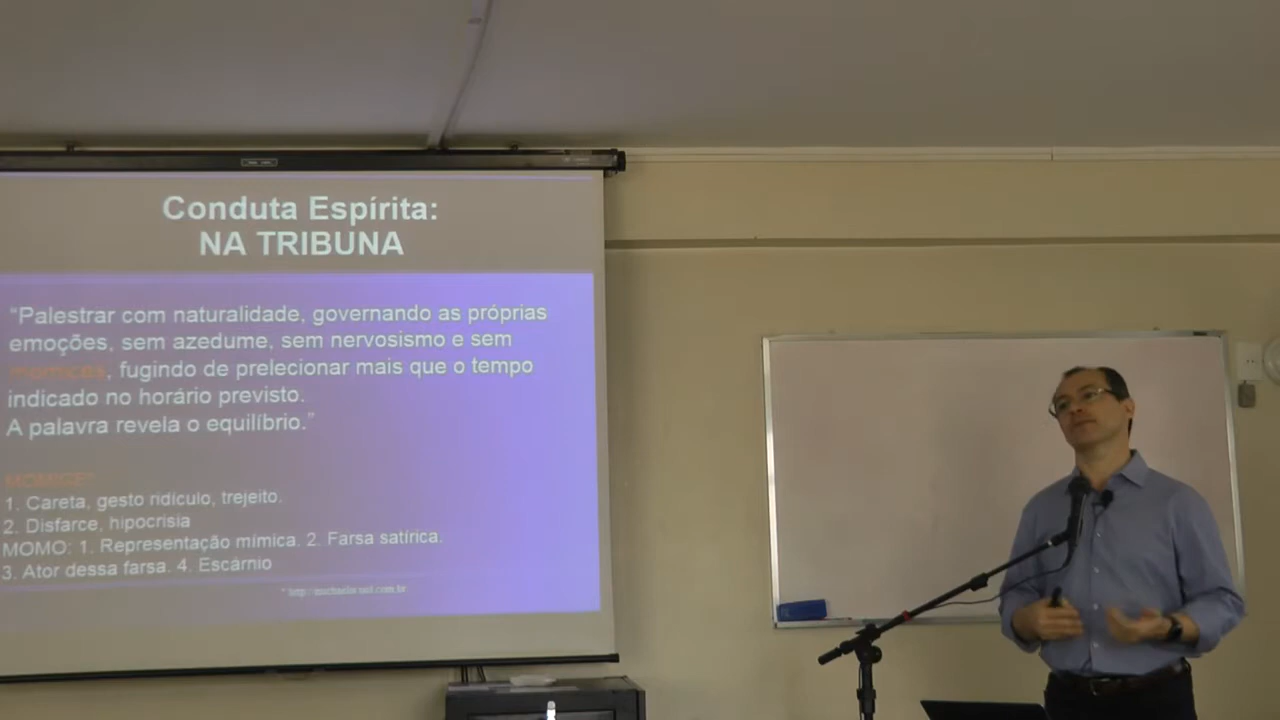 Conduta Espírita:
NA TRIBUNA
“Palestrar com naturalidade, governando as próprias
emoções, sem azedume, sem nervosismo e sem
momices, fugindo de prelecionar mais que o tempo
indicado no horário previsto.
A palavra revela o equilíbrio.”
MOMICE*
1. Careta, gesto ridículo, trejeito.
2. Disfarce, hipocrisia
MOMO: 1. Representação mímica. 2. Farsa satírica.
3. Ator dessa farsa. 4. Escárnio